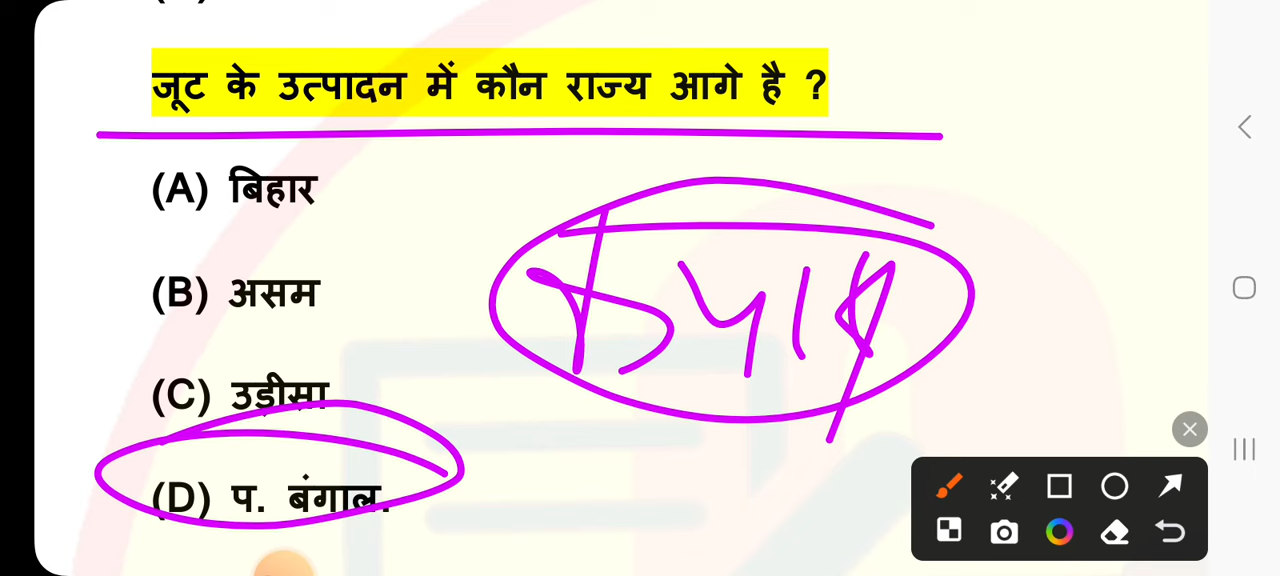 जूट के उत्पादन में कौन राज्य आगे है ?
(A) बिहार
(B) असम
(C) उड़ीसा
(D) प. बंगाल.